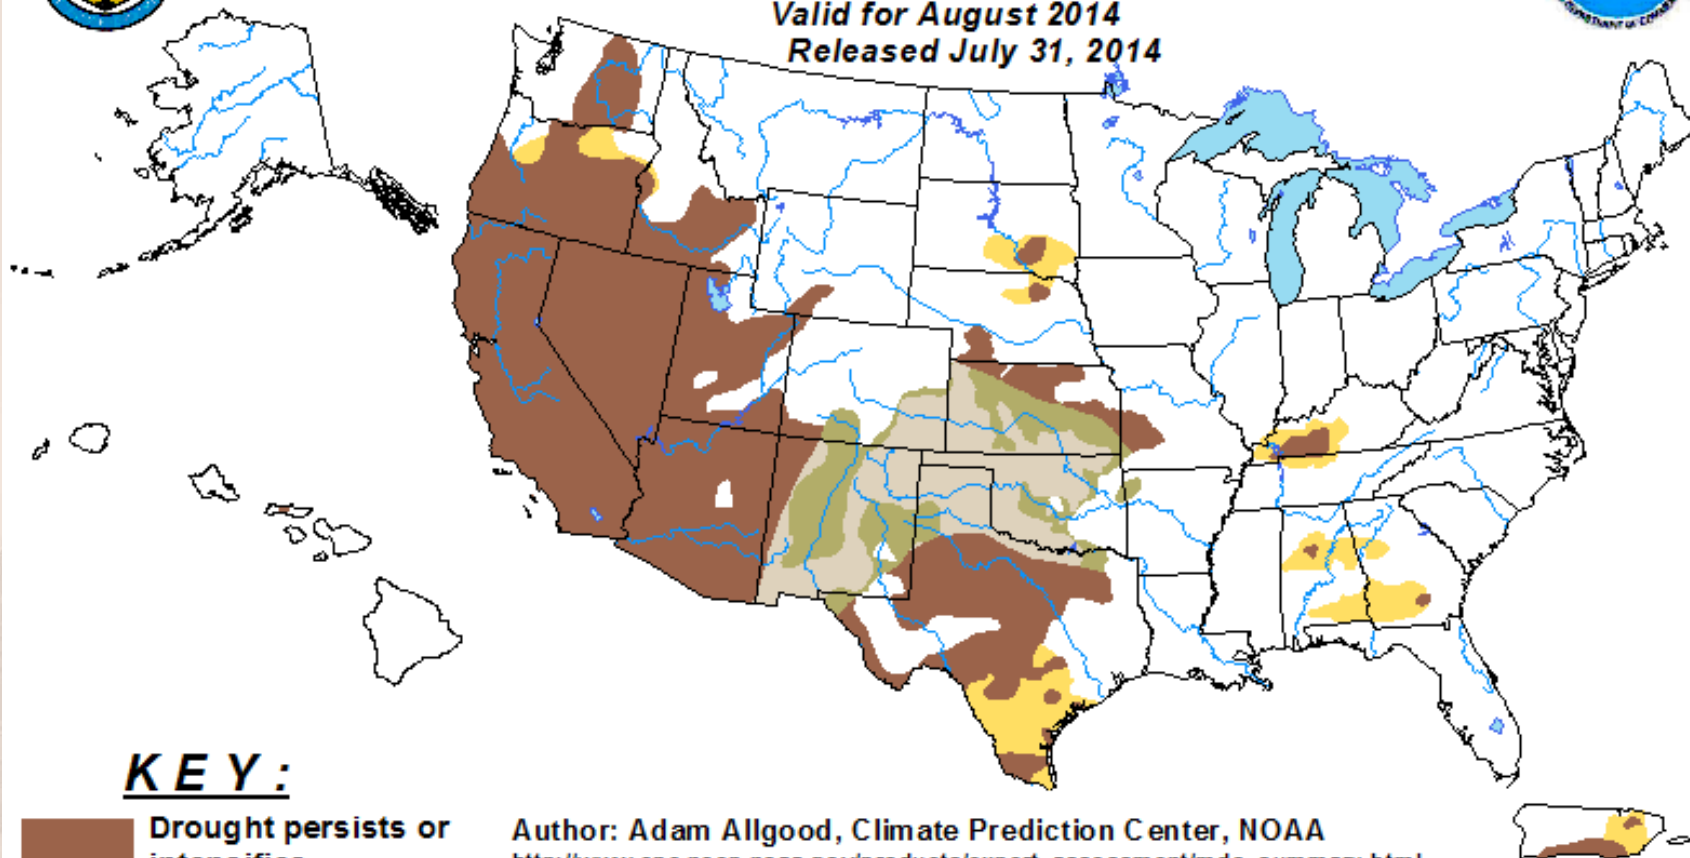 Valid for August 2014
Released July 31, 2014
KEY:
Drought persists or
intensifies
Author: Adam Allgood, Climate Prediction Center, NOAA